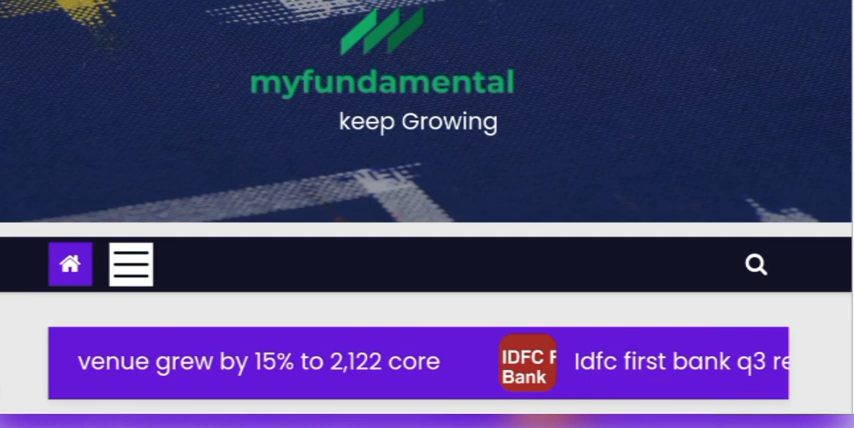 myfundamental
keep Growing
venue grew by 15% to 2,122 core
IDFC F
Bank
Idfc first bank q3 re